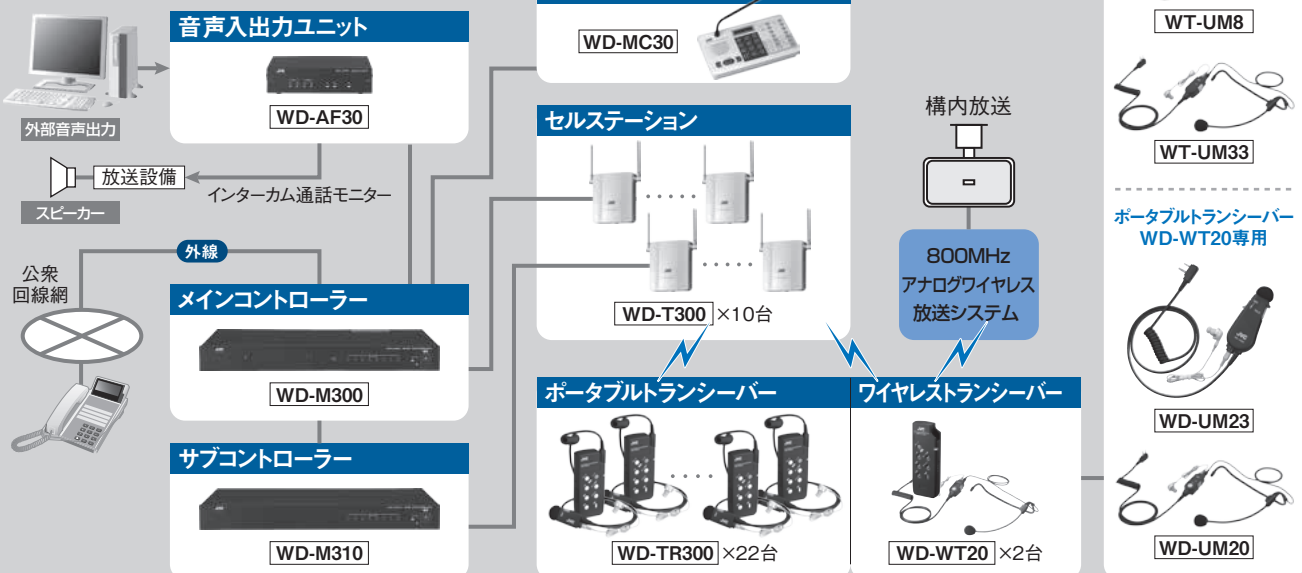 音声入出力ユニット
WD-AF30
外部音声出力
放送設備
スピーカー
インターカム通話モニター
外線
公衆
回線網
メインコントローラー
WD-M300
サブコントローラー
WD-M310
WD-MC30
セルステーション
WD-T300 ×10台
構内放送
800MHz
アナログワイヤレス
放送システム
ポータブルトランシーバー
WD-TR300 ×22台
ワイヤレストランシーバー
WD-WT20 ×2台
WT-UM8
WT-UM33
ポータブルトランシーバー
WD-WT20専用
WD-UM23
WD-UM20